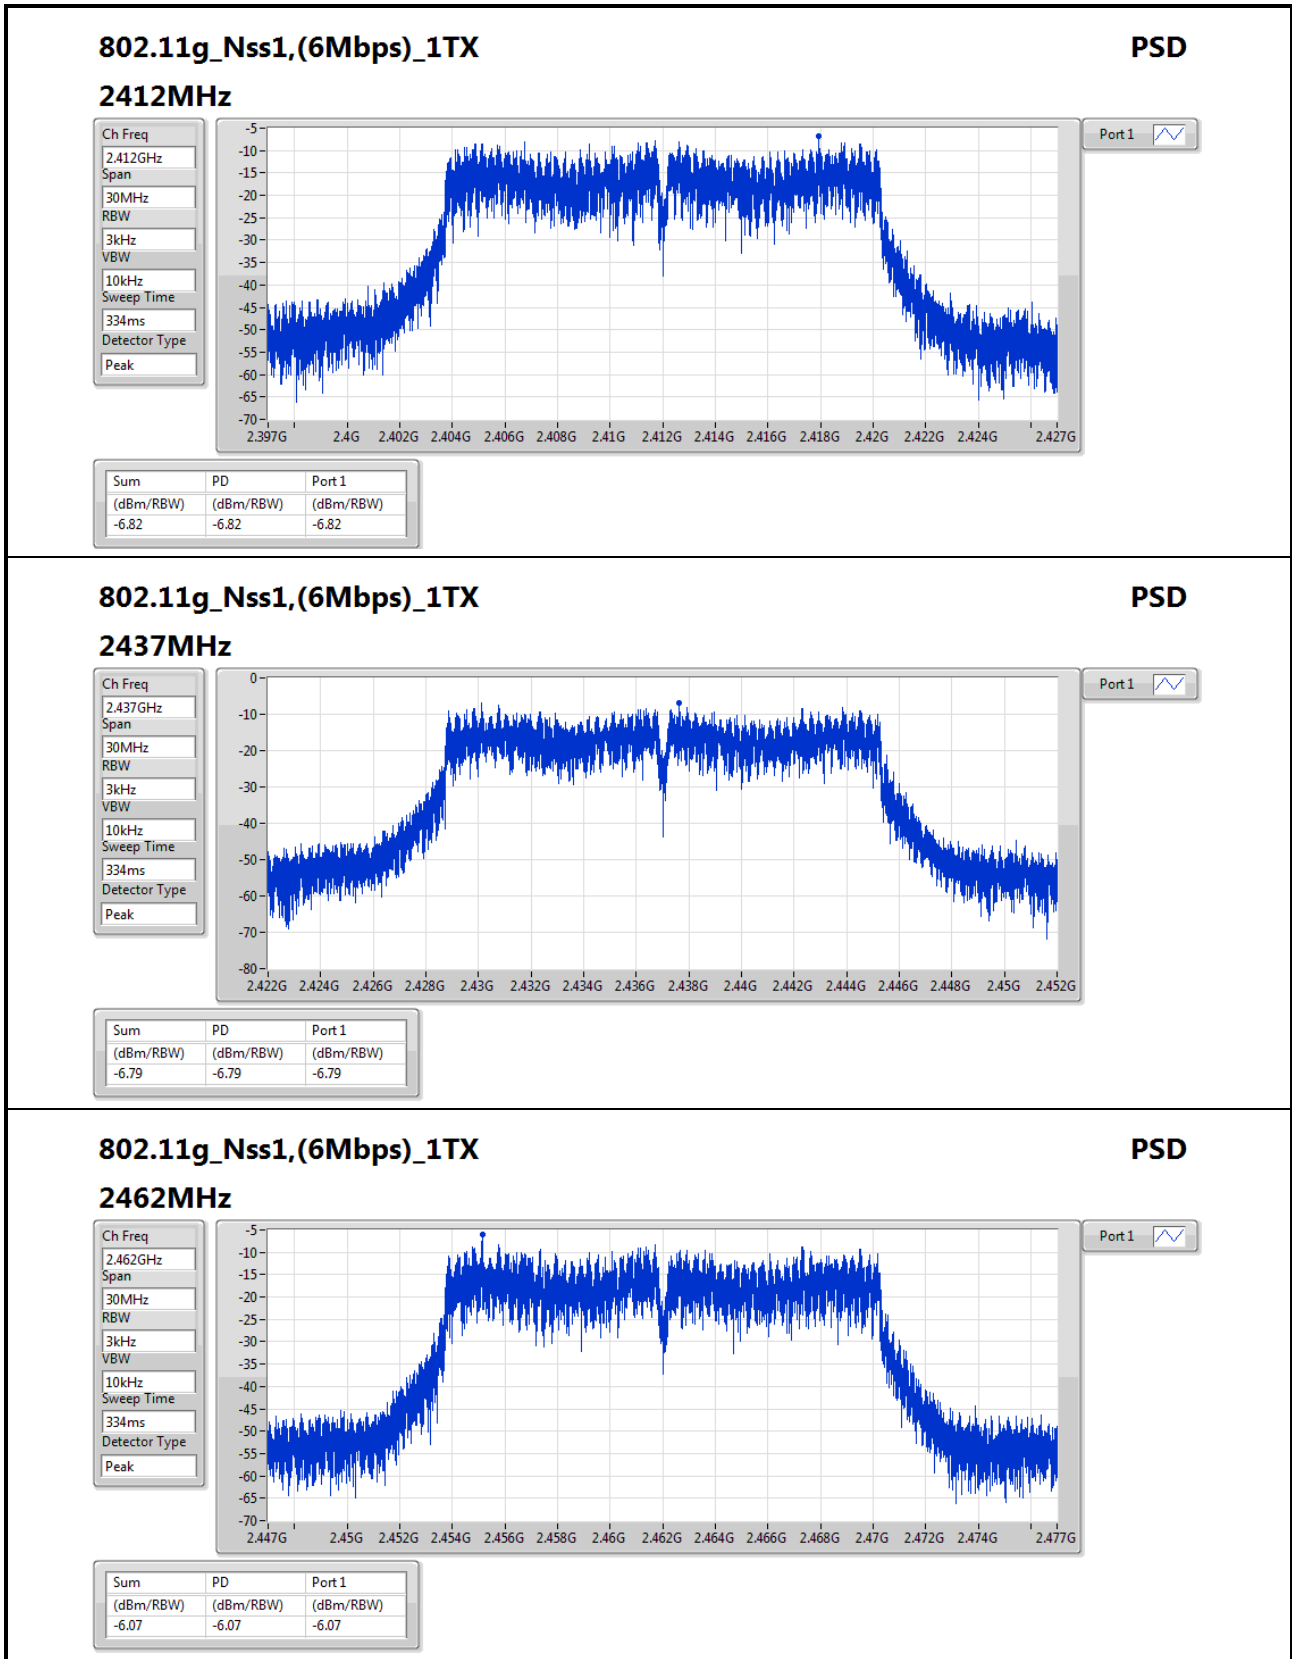 802.11g_Nss1,(6Mbps)_1TX PSD
2412MHz
Ch Freq
2.412GHz
Span
30MHz
RBW
3kHz
VBW
10kHz
Sweep Time
334ms
Detector Type
Peak
-5
-10
-15
-20
-25
-30
-35
-40
-45
-50
-55
-60
-65
-70
2.397G 2.4G 2.402G 2.404G 2.406G 2.408G 2.41G 2.412G 2.414G 2.416G 2.418G 2.42G 2.422G 2.424G 2.427G
Port 1
Sum PD Port 1
(dBm/RBW) (dBm/RBW) (dBm/RBW)
-6.82 -6.82 -6.82
802.11g_Nss1,(6Mbps)_1TX PSD
2437MHz
Ch Freq
2.437GHz
Span
30MHz
RBW
3kHz
VBW
10kHz
Sweep Time
334ms
Detector Type
Peak
0
-10
-20
-30
-40
-50
-60
-70
-80
2.422G 2.424G 2.426G 2.428G 2.43G 2.432G 2.434G 2.436G 2.438G 2.44G 2.442G 2.444G 2.446G 2.448G 2.45G 2.452G
Port 1
Sum PD Port 1
(dBm/RBW) (dBm/RBW) (dBm/RBW)
-6.79 -6.79 -6.79
802.11g_Nss1,(6Mbps)_1TX PSD
2462MHz
Ch Freq
2.462GHz
Span
30MHz
RBW
3kHz
VBW
10kHz
Sweep Time
334ms
Detector Type
Peak
-5
-10
-15
-20
-25
-30
-35
-40
-45
-50
-55
-60
-65
-70
2.447G 2.45G 2.452G 2.454G 2.456G 2.458G 2.46G 2.462G 2.464G 2.466G 2.468G 2.47G 2.472G 2.474G 2.477G
Port 1
Sum PD Port 1
(dBm/RBW) (dBm/RBW) (dBm/RBW)
-6.07 -6.07 -6.07